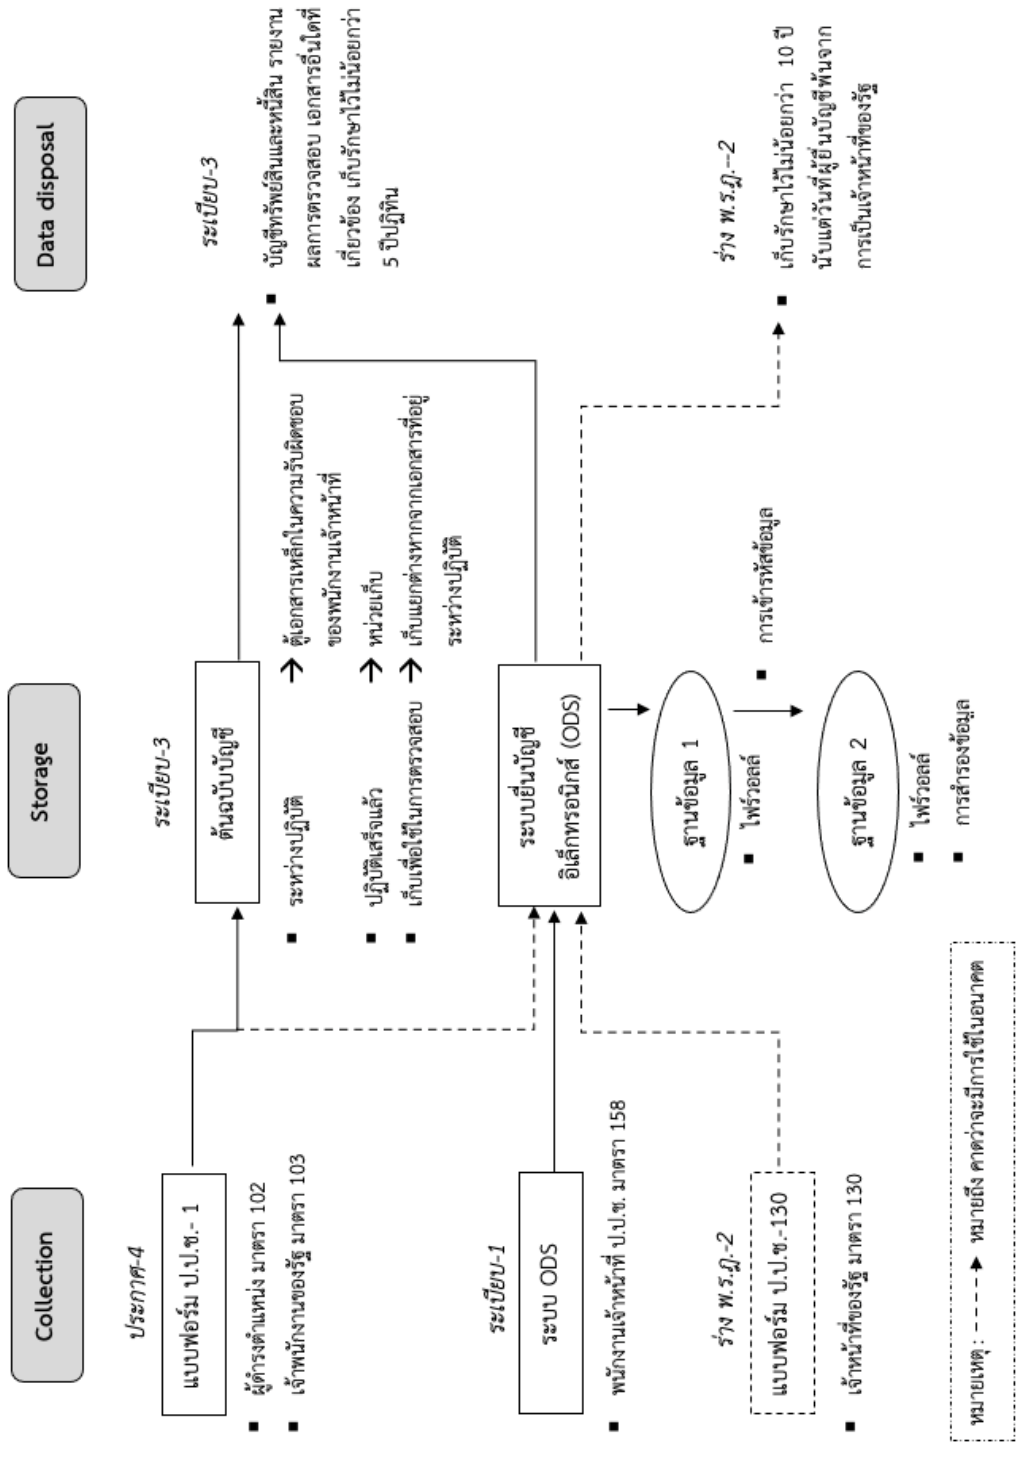 Collection
Storage
Data disposal
ประกาศ-4
แบบฟอร์ม ป.ป.ช.- 1
■ ผู้ดำรงตำแหน่ง มาตรา 102
■ เจ้าพนักงานของรัฐ มาตรา 103
ระเบียบ-3
ต้นฉบับบัญชี
■ ระหว่างปฏิบัติ → ตู้เอกสารเหล็กในความรับผิดชอบ
ของพนักงานเจ้าหน้าที่
■ ปฏิบัติเสร็จแล้ว → หน่วยเก็บ
■ เก็บเพื่อใช้ในการตรวจสอบ → เก็บแยกต่างหากจากเอกสารที่อยู่
ระหว่างปฏิบัติ
ระเบียบ-3
■ บัญชีทรัพย์สินและหนี้สิน รายงาน
ผลการตรวจสอบ เอกสารอื่นใดที่
เกี่ยวข้อง เก็บรักษาไว้ไม่น้อยกว่า
5 ปีปฏิทิน
ระเบียบ-1
ระบบ ODS
■ พนักงานเจ้าหน้าที่ ป.ป.ช. มาตรา 158
ระบบยื่นบัญชี
อิเล็กทรอนิกส์ (ODS)
ฐานข้อมูล 1
■ ไฟร์วอลล์
■ การเข้ารหัสข้อมูล
ฐานข้อมูล 2
■ ไฟร์วอลล์
■ การสำรองข้อมูล
ร่าง พ.ร.ฎ.-2
แบบฟอร์ม ป.ป.ช.-130
■ เจ้าหน้าที่ของรัฐ มาตรา 130
ร่าง พ.ร.ฎ.--2
■ เก็บรักษาไว้ไม่น้อยกว่า 10 ปี
นับแต่วันที่ผู้ยื่นบัญชีพ้นจาก
การเป็นเจ้าหน้าที่ของรัฐ
หมายเหตุ : หมายถึง คาดว่าจะมีการใช้ในอนาคต